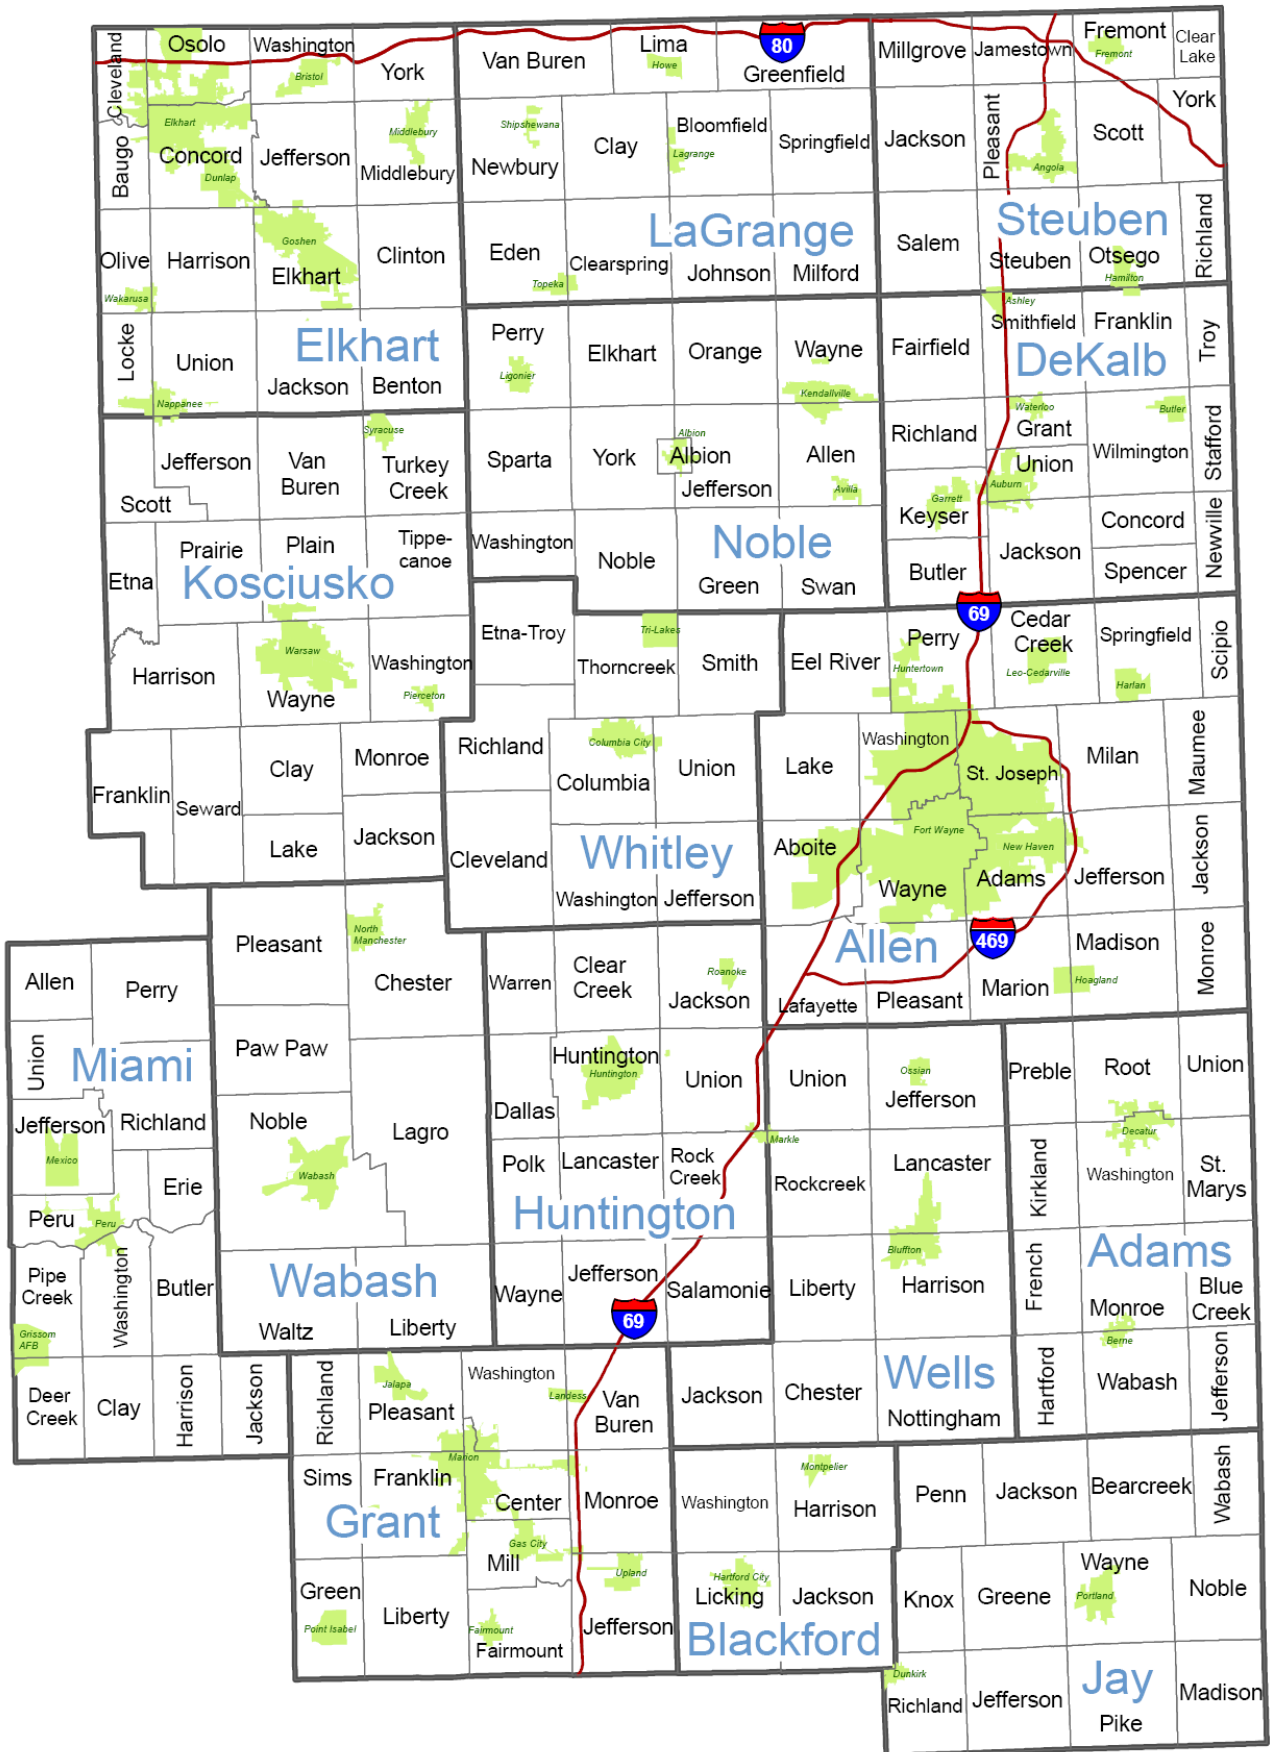 Cleveland
Osolo
Washington
Bristol
York
Van Buren
Lima
Howe
80
Greenfield
Millgrove
Jamestown
Fremont
Fremont
Clear
Lake
Baugo
Elkhart
Concord
Dunlap
Jefferson
Middlebury
Middlebury
Shipshewana
Newbury
Clay
Bloomfield
Lagrange
Springfield
Jackson
Pleasant
Angola
Scott
York
Olive
Wakarusa
Harrison
Goshen
Elkhart
Clinton
Eden
Topeka
Clearspring
LaGrange
Johnson
Milford
Salem
Steuben
Steuben
Otsego
Hamilton
Richland
Locke
Nappanee
Union
Elkhart
Jackson
Benton
Perry
Ligonier
Elkhart
Orange
Wayne
Kendallville
Fairfield
Ashley
Smithfield
Franklin
DeKalb
Troy
Scott
Jefferson
Van
Buren
Syracuse
Turkey
Creek
Sparta
York
Albion
Albion
Jefferson
Allen
Avilla
Richland
Waterloo
Grant
Butler
Wilmington
Stafford
Union
Auburn
Garrett
Keyser
Etna
Prairie
Plain
Tippe-
canoe
Kosciusko
Washington
Noble
Noble
Green
Swan
Butler
Jackson
Concord
Spencer
Newville
69
Harrison
Warsaw
Wayne
Washington
Pierceton
Etna-Troy
Tri-Lakes
Thorncreek
Smith
Eel River
Perry
Huntertown
Cedar
Creek
Leo-Cedarville
Springfield
Harlan
Scipio
Franklin
Seward
Clay
Monroe
Lake
Jackson
Richland
Columbia City
Columbia
Union
Cleveland
Whitley
Washington
Jefferson
Lake
Washington
St. Joseph
Milan
Maumee
Aboite
Fort Wayne
Wayne
New Haven
Adams
Jefferson
Jackson
Allen
469
Lafayette
Pleasant
Marion
Madison
Hoagland
Monroe
Allen
Perry
Union
Miami
Jefferson
Mexico
Richland
Erie
Peru
Peru
Pipe
Creek
Grissom
AFB
Washington
Butler
Deer
Creek
Clay
Harrison
Jackson
Pleasant
North
Manchester
Chester
Paw Paw
Noble
Wabash
Lagro
Wabash
Waltz
Liberty
Warren
Clear
Creek
Roanoke
Jackson
Huntington
Huntington
Union
Dallas
Markle
Polk
Lancaster
Rock
Creek
Huntington
Wayne
Jefferson
Salamonie
69
Union
Ossian
Jefferson
Rockcreek
Lancaster
Bluffton
Liberty
Harrison
Jackson
Chester
Wells
Nottingham
Preble
Root
Union
Decatur
Kirkland
Washington
St.
Marys
French
Adams
Monroe
Berne
Blue
Creek
Hartford
Wabash
Jefferson
Richland
Jalapa
Pleasant
Washington
Landess
Van
Buren
Sims
Franklin
Marion
Center
Monroe
Grant
Gas City
Mill
Upland
Green
Point Isabel
Liberty
Fairmount
Fairmount
Jefferson
Washington
Montpelier
Harrison
Hartford City
Licking
Jackson
Blackford
Penn
Jackson
Bearcreek
Wabash
Knox
Greene
Wayne
Portland
Noble
Dunkirk
Richland
Jefferson
Jay
Pike
Madison